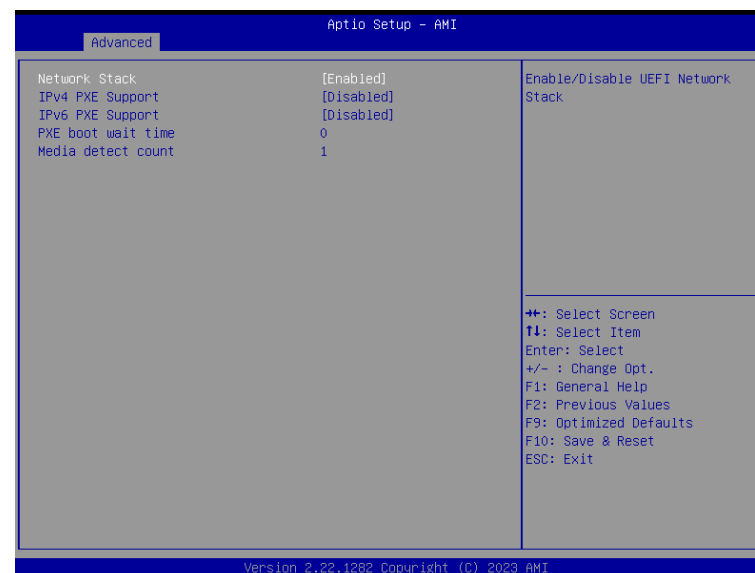 Aptio Setup – AMI
Advanced
Network Stack [Enabled]
IPv4 PXE Support [Disabled]
IPv6 PXE Support [Disabled]
PXE boot wait time 0
Media detect count 1
Enable/Disable UEFI Network
Stack
→←: Select Screen
↑↓: Select Item
Enter: Select
+/- : Change Opt.
F1: General Help
F2: Previous Values
F9: Optimized Defaults
F10: Save & Reset
ESC: Exit
Version 2.22.1282 Copyright (C) 2023 AMI